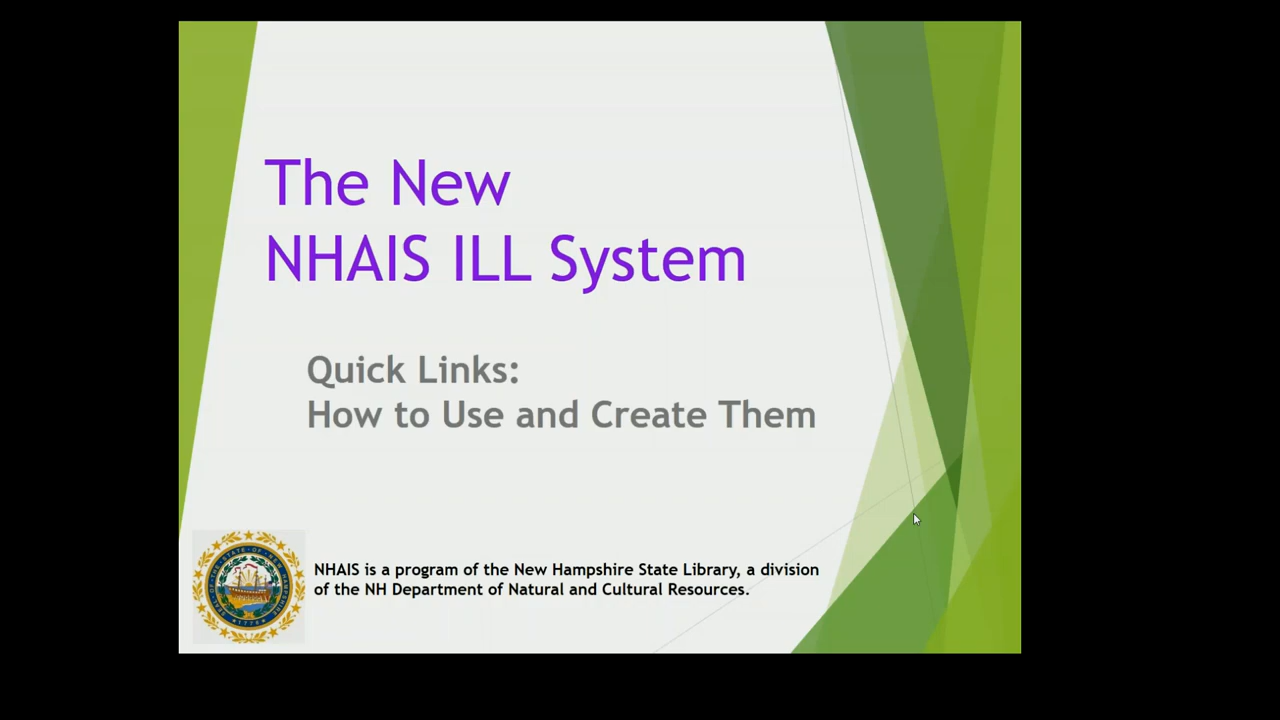 The New
NHAIS ILL System
Quick Links:
How to Use and Create Them
NHAIS is a program of the New Hampshire State Library, a division
of the NH Department of Natural and Cultural Resources.